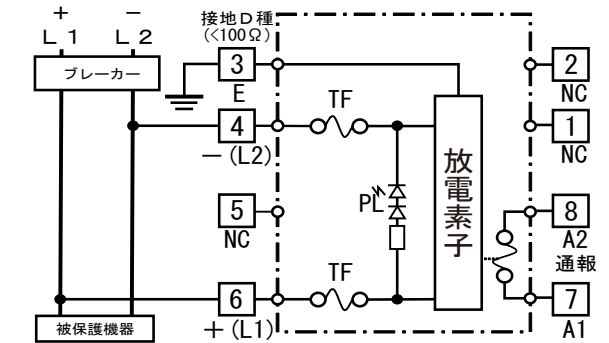 + −
L1 L2
ブレーカー
接地D種
(<100Ω)
3
E
4
−(L2)
5
NC
6
+(L1)
被保護機器
TF
PL
TF
放電素子
2
NC
1
NC
8
A2
通報
7
A1